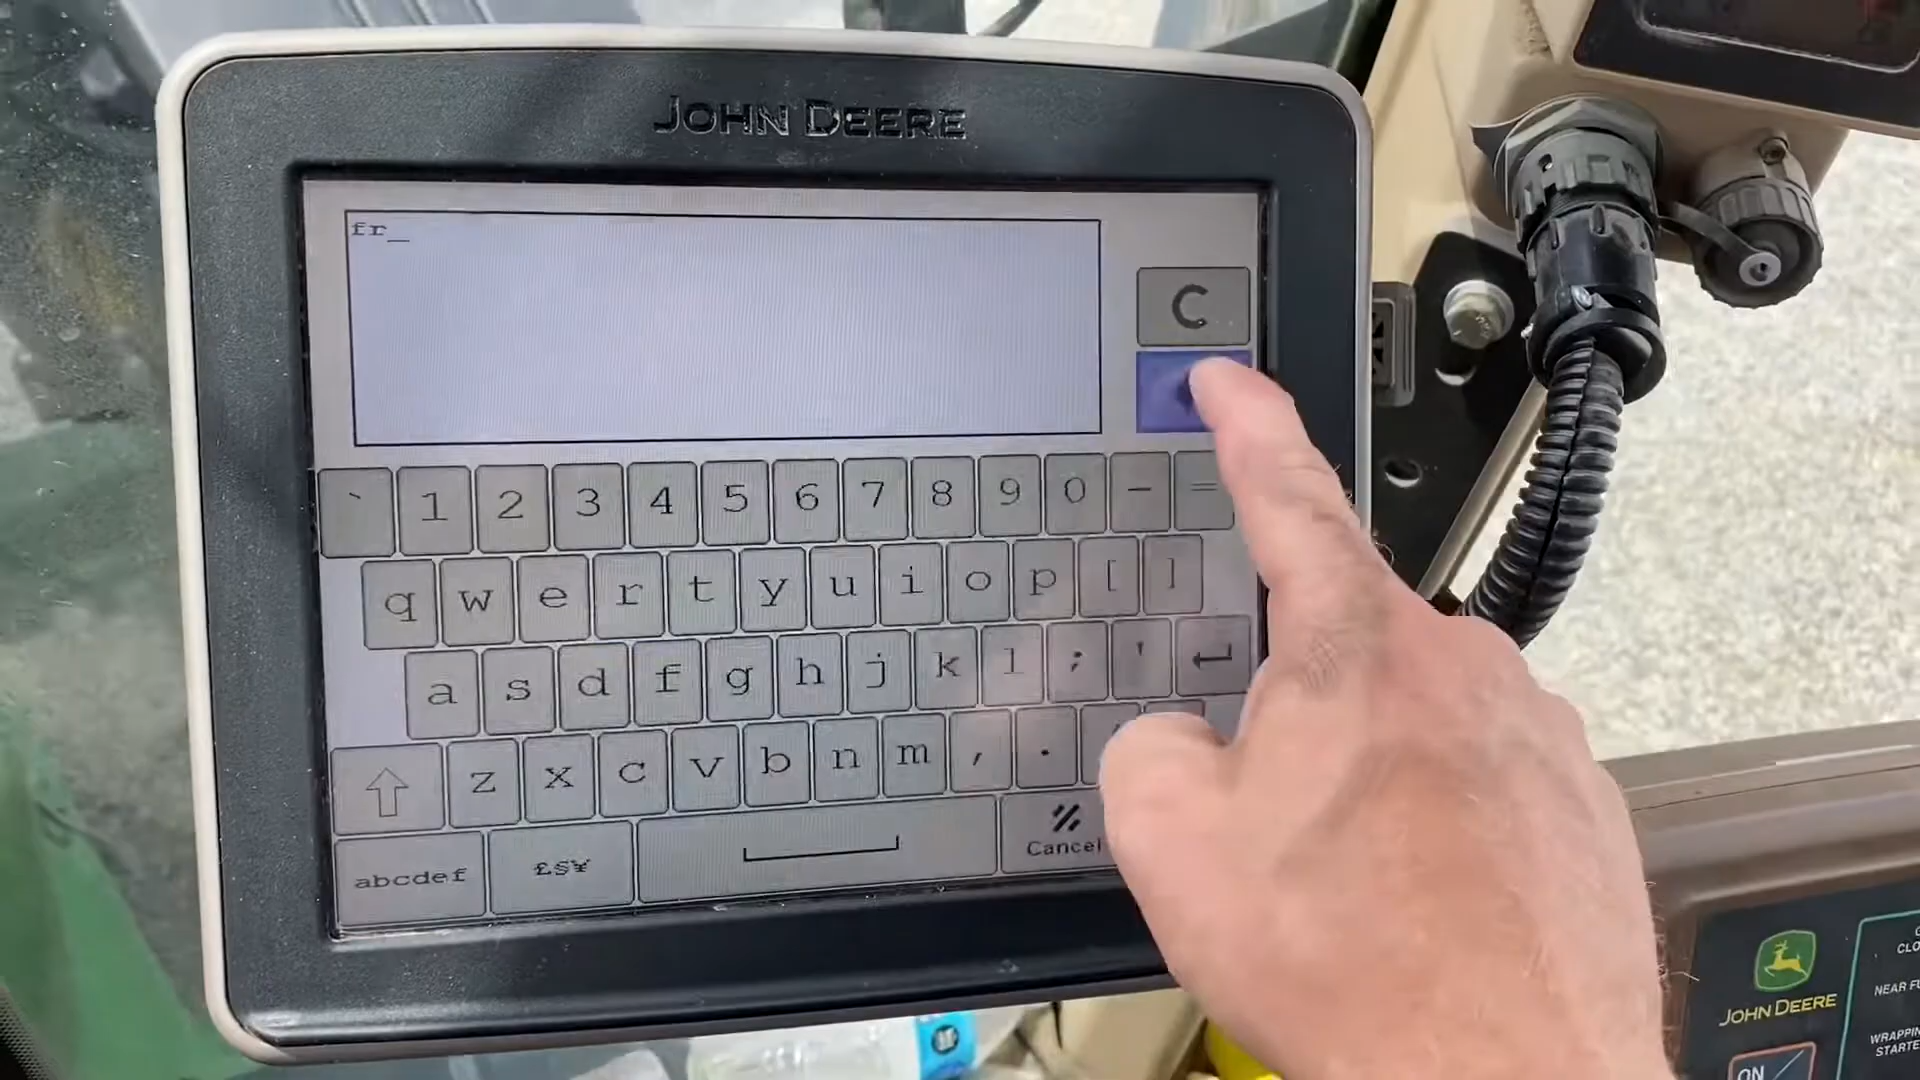 JOHN DEERE
fr_
C
` 1 2 3 4 5 6 7 8 9 0 - =
q w e r t y u i o p [ ]
a s d f g h j k l ; ' ↵
z x c v b n m , .
abcdef £§¥ Cancel
JOHN DEERE
NEAR
ON